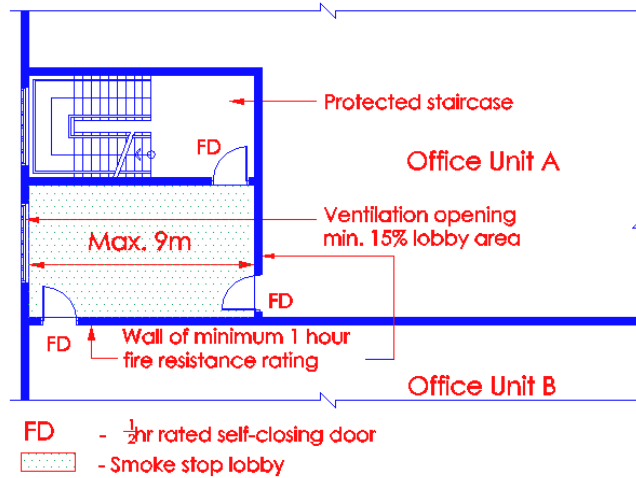 Protected staircase
FD
Office Unit A
Ventilation opening
min. 15% lobby area
Max. 9m
FD
FD
Wall of minimum 1 hour
fire resistance rating
Office Unit B
FD - ½hr rated self-closing door
- Smoke stop lobby